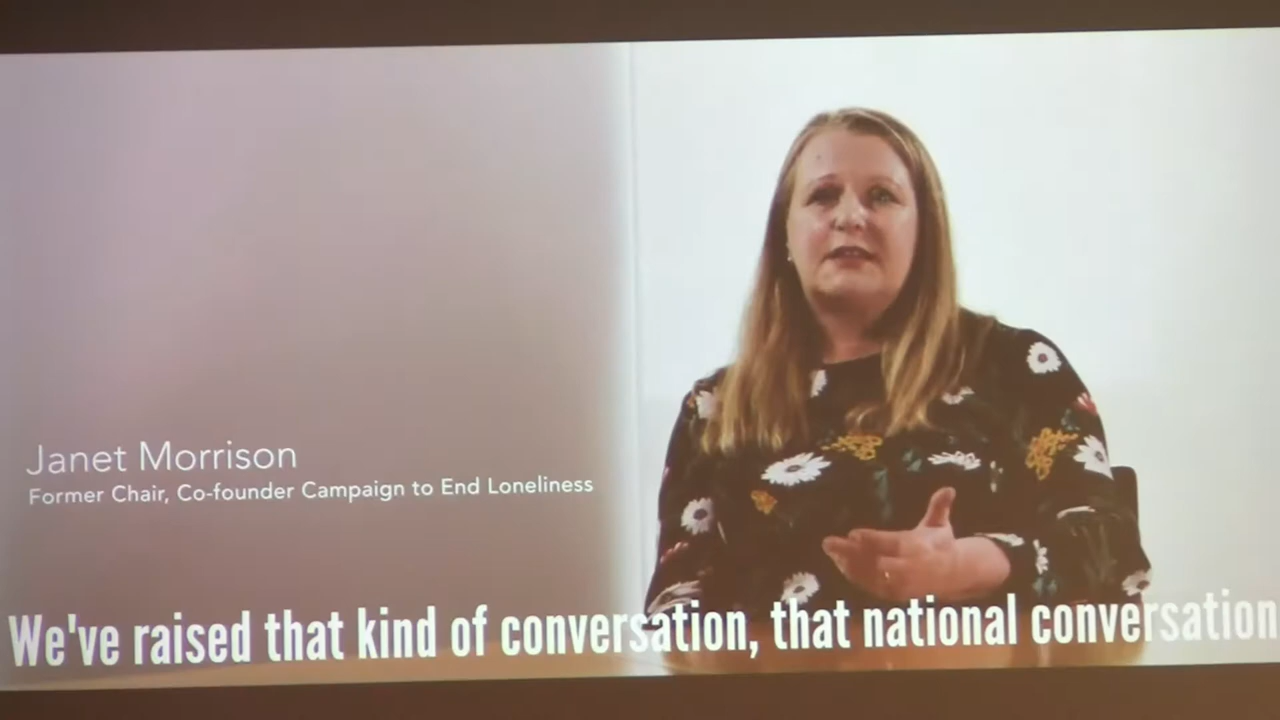 Janet Morrison
Former Chair, Co-founder Campaign to End Loneliness
We've raised that kind of conversation, that national conversation